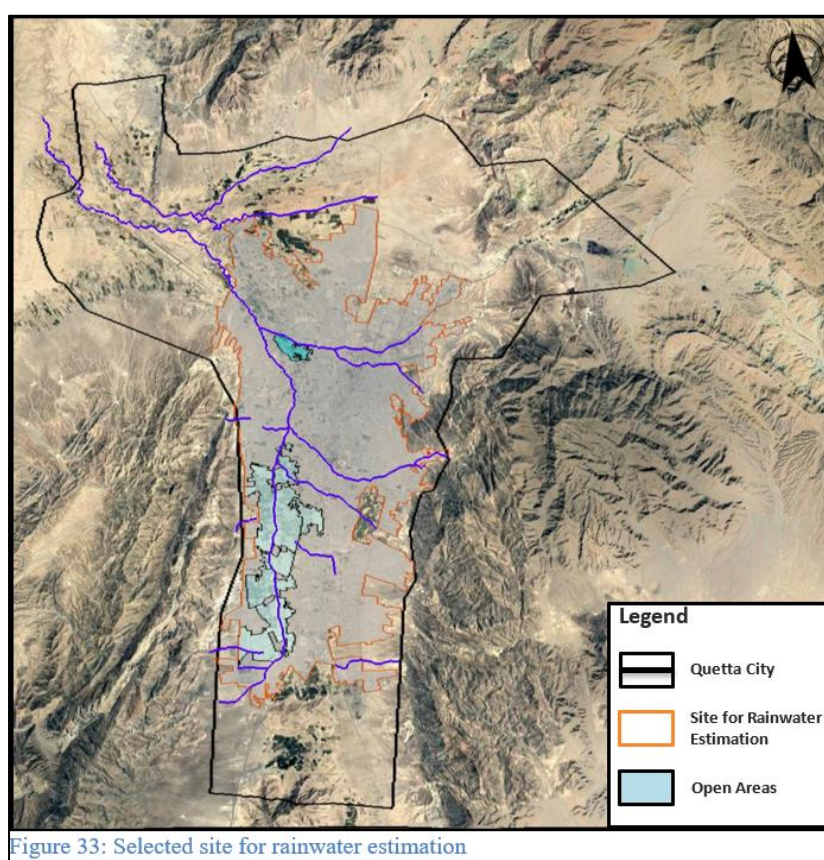 Legend
Quetta City
Site for Rainwater
Estimation
Open Areas
Figure 33: Selected site for rainwater estimation